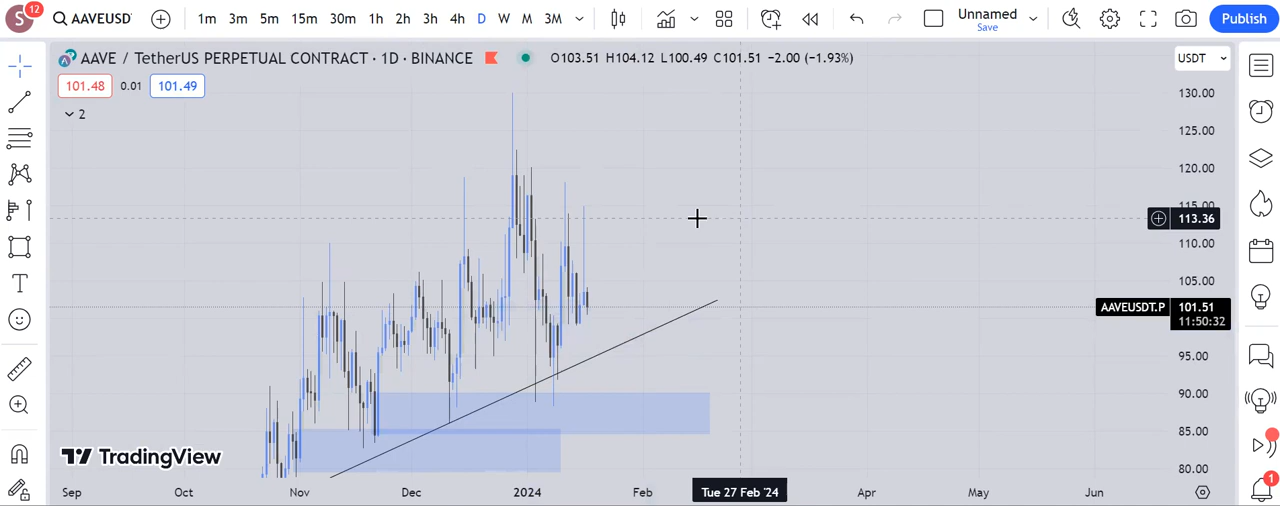 S 12 AAVEUSD 1m 3m 5m 15m 30m 1h 2h 3h 4h D W M 3M Unnamed Save Publish
AAVE / TetherUS PERPETUAL CONTRACT · 1D · BINANCE O103.51 H104.12 L100.49 C101.51 −2.00 (−1.93%) USDT
101.48 0.01 101.49
2
130.00
125.00
120.00
115.00
113.36
110.00
105.00
AAVEUSDT.P 101.51
11:50:32
95.00
90.00
85.00
TradingView
80.00
Sep Oct Nov Dec 2024 Feb Tue 27 Feb '24 Apr May Jun
1